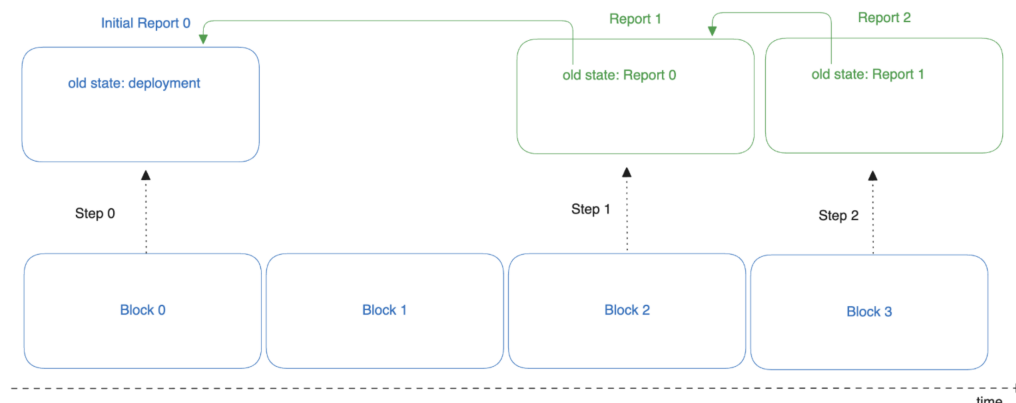 Initial Report 0
Report 1
Report 2
old state: deployment
old state: Report 0
old state: Report 1
Step 0
Step 1
Step 2
Block 0
Block 1
Block 2
Block 3
time